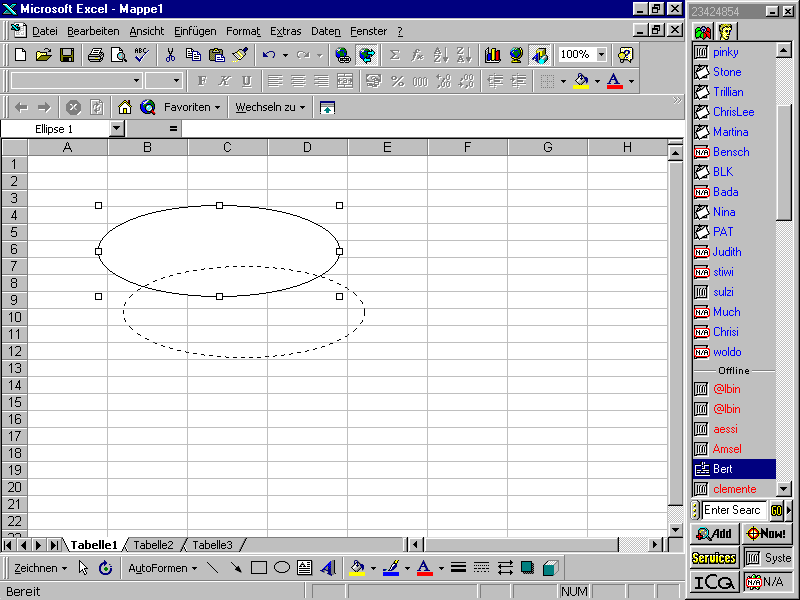 Microsoft Excel - Mappe1
Datei Bearbeiten Ansicht Einfügen Format Extras Daten Fenster ?
100%
F K U
% 000
Favoriten Wechseln zu
Ellipse 1 =
A B C D E F G H
1
2
3
4
5
6
7
8
9
10
11
12
13
14
15
16
17
18
19
20
21
22
Tabelle1 Tabelle2 Tabelle3
Zeichnen AutoFormen
Bereit NUM
23424854
pinky
Stone
Trillian
ChrisLee
Martina
N/A Bensch
BLK
N/A Bada
Nina
PAT
N/A Judith
N/A stiwi
sulzi
N/A Much
N/A Chrisi
N/A woldo
Offline
@lbin
@lbin
aessi
Amsel
Bert
clemente
Enter Searc GO
Add Now!
Services Syste
ICQ N/A